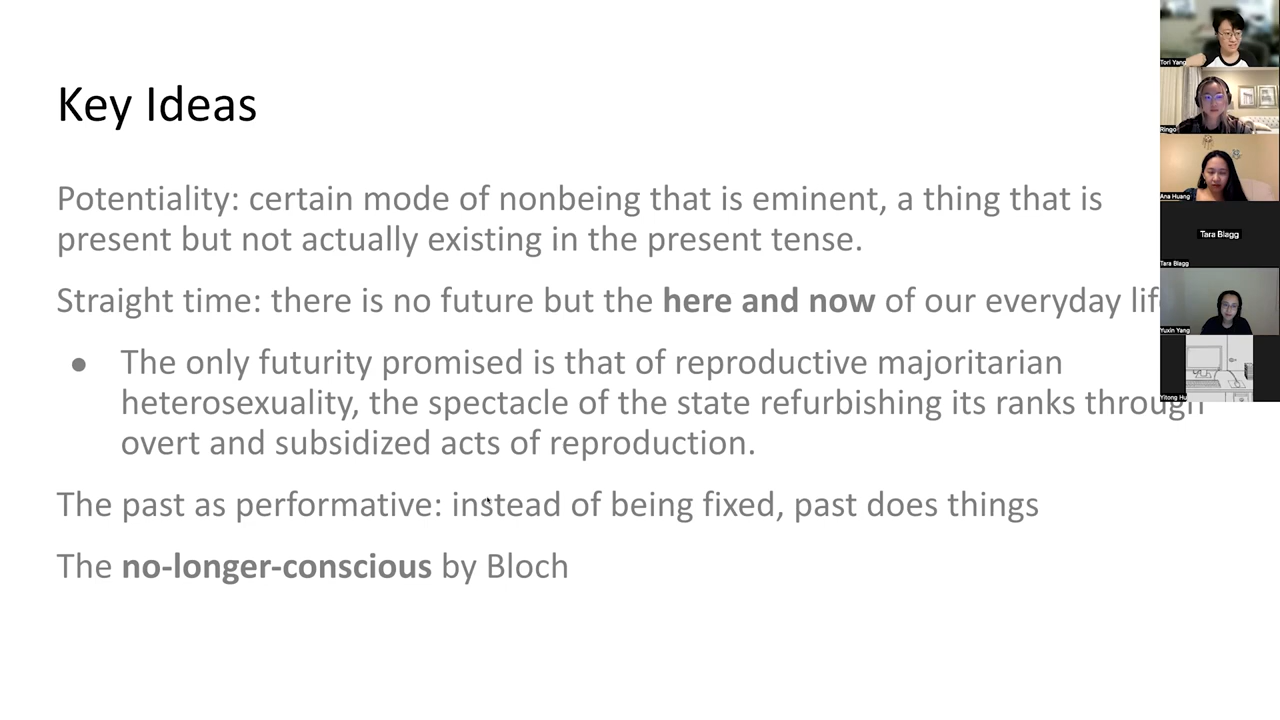 Key Ideas
Potentiality: certain mode of nonbeing that is eminent, a thing that is
present but not actually existing in the present tense.
Straight time: there is no future but the here and now of our everyday
● The only futurity promised is that of reproductive majoritarian
heterosexuality, the spectacle of the state refurbishing its ranks through
overt and subsidized acts of reproduction.
The past as performative: instead of being fixed, past does things
The no-longer-conscious by Bloch
Tori Yang
Ringo
Ana Huang
Tara Blagg
Tara Blagg
Yuxin Yang
Yitong Hu